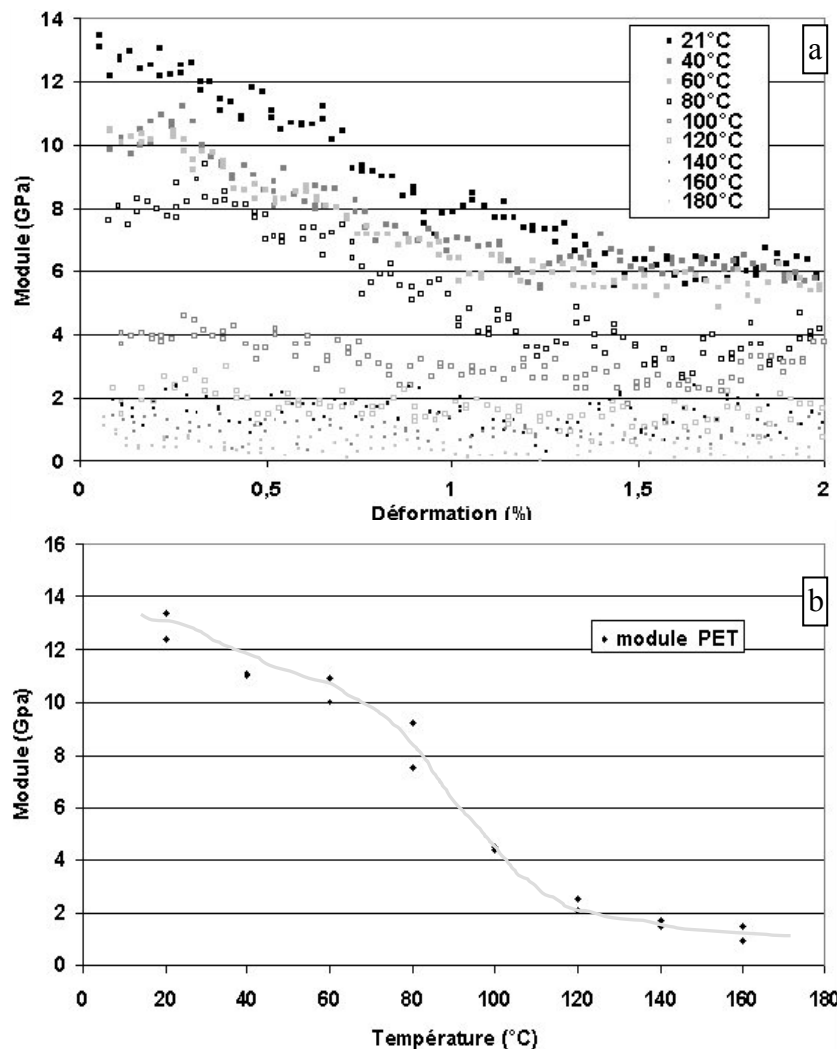 a
14
12
10
8
6
4
2
0
Module (GPa)
21°C
40°C
60°C
80°C
100°C
120°C
140°C
160°C
180°C
0 0,5 1 1,5 2
Déformation (%)
b
16
14
12
10
8
6
4
2
0
Module (Gpa)
module PET
0 20 40 60 80 100 120 140 160 180
Température (°C)